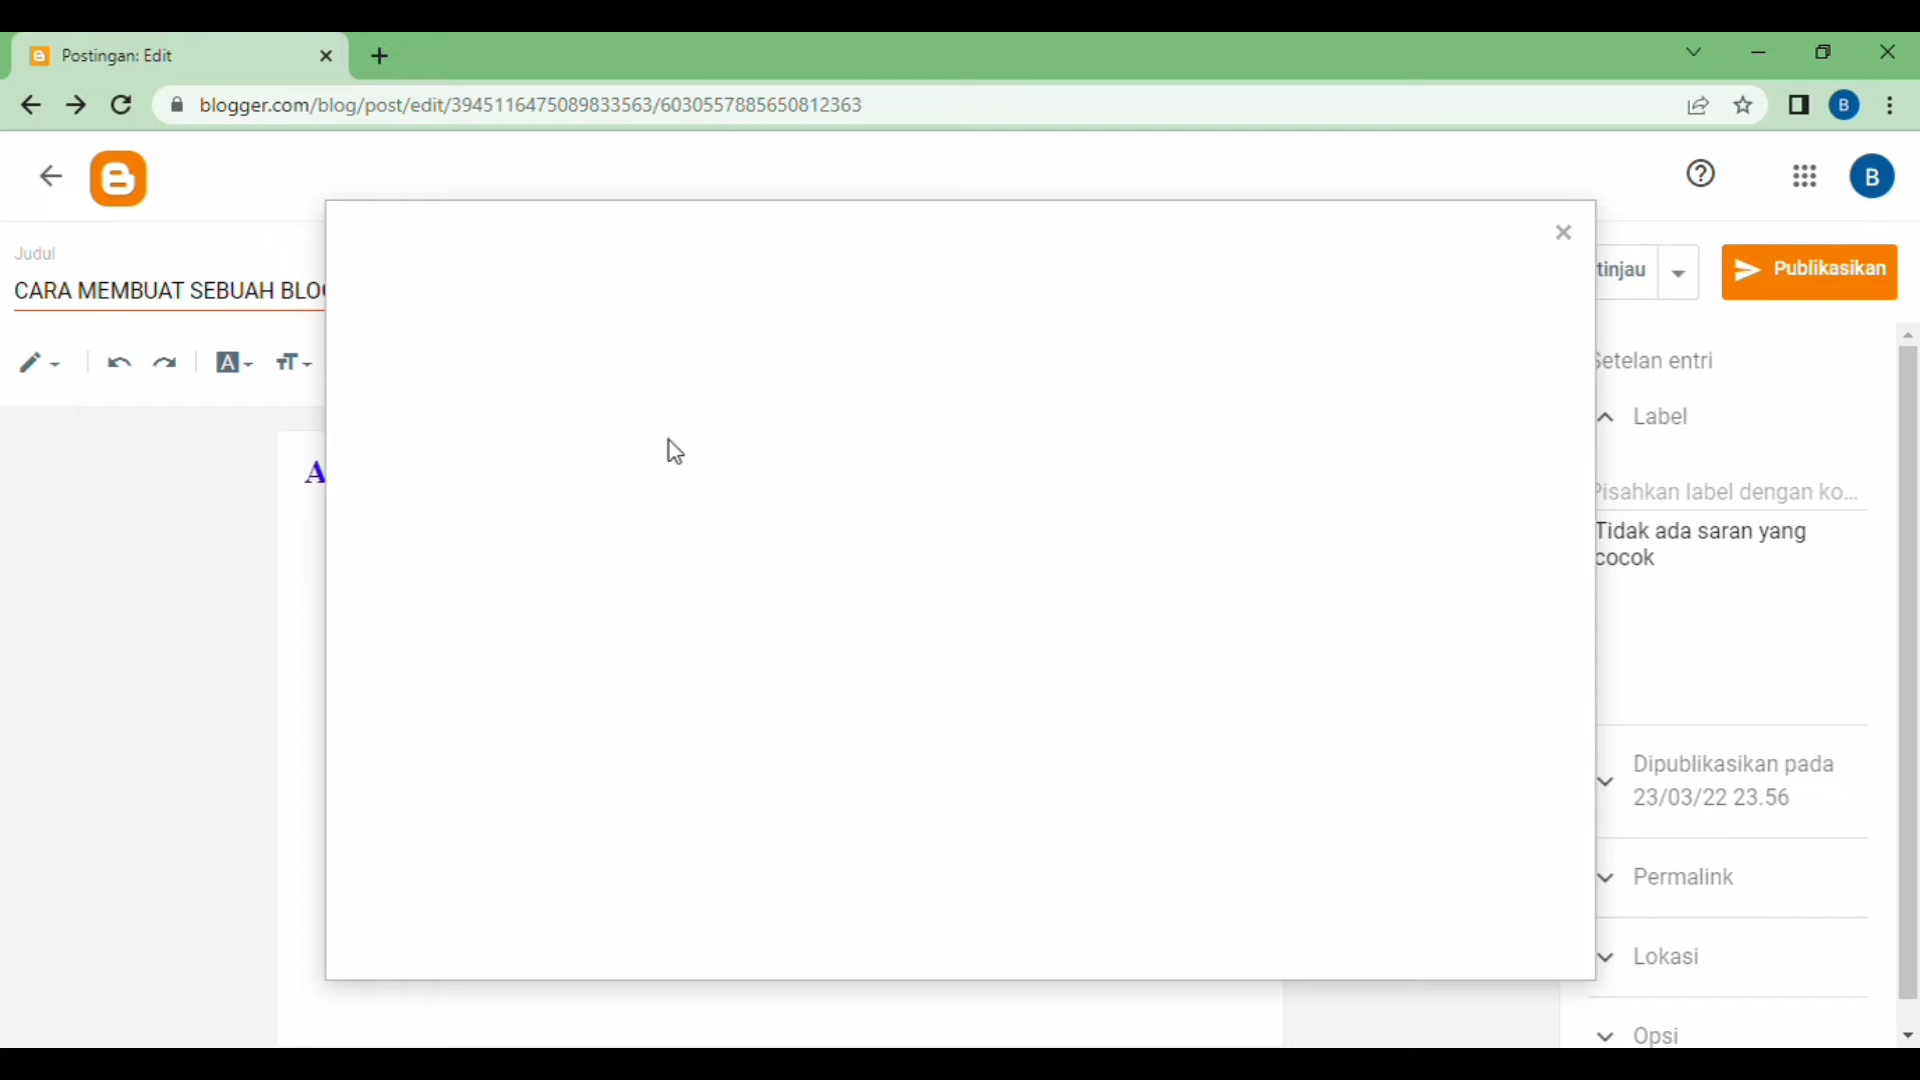 Postingan: Edit
blogger.com/blog/post/edit/3945116475089833563/6030557885650812363
B
B
Judul
CARA MEMBUAT SEBUAH BLO
tinjau
Publikasikan
A
Setelan entri
Label
Pisahkan label dengan ko...
Tidak ada saran yang
cocok
Dipublikasikan pada
23/03/22 23.56
Permalink
Lokasi
Opsi
A